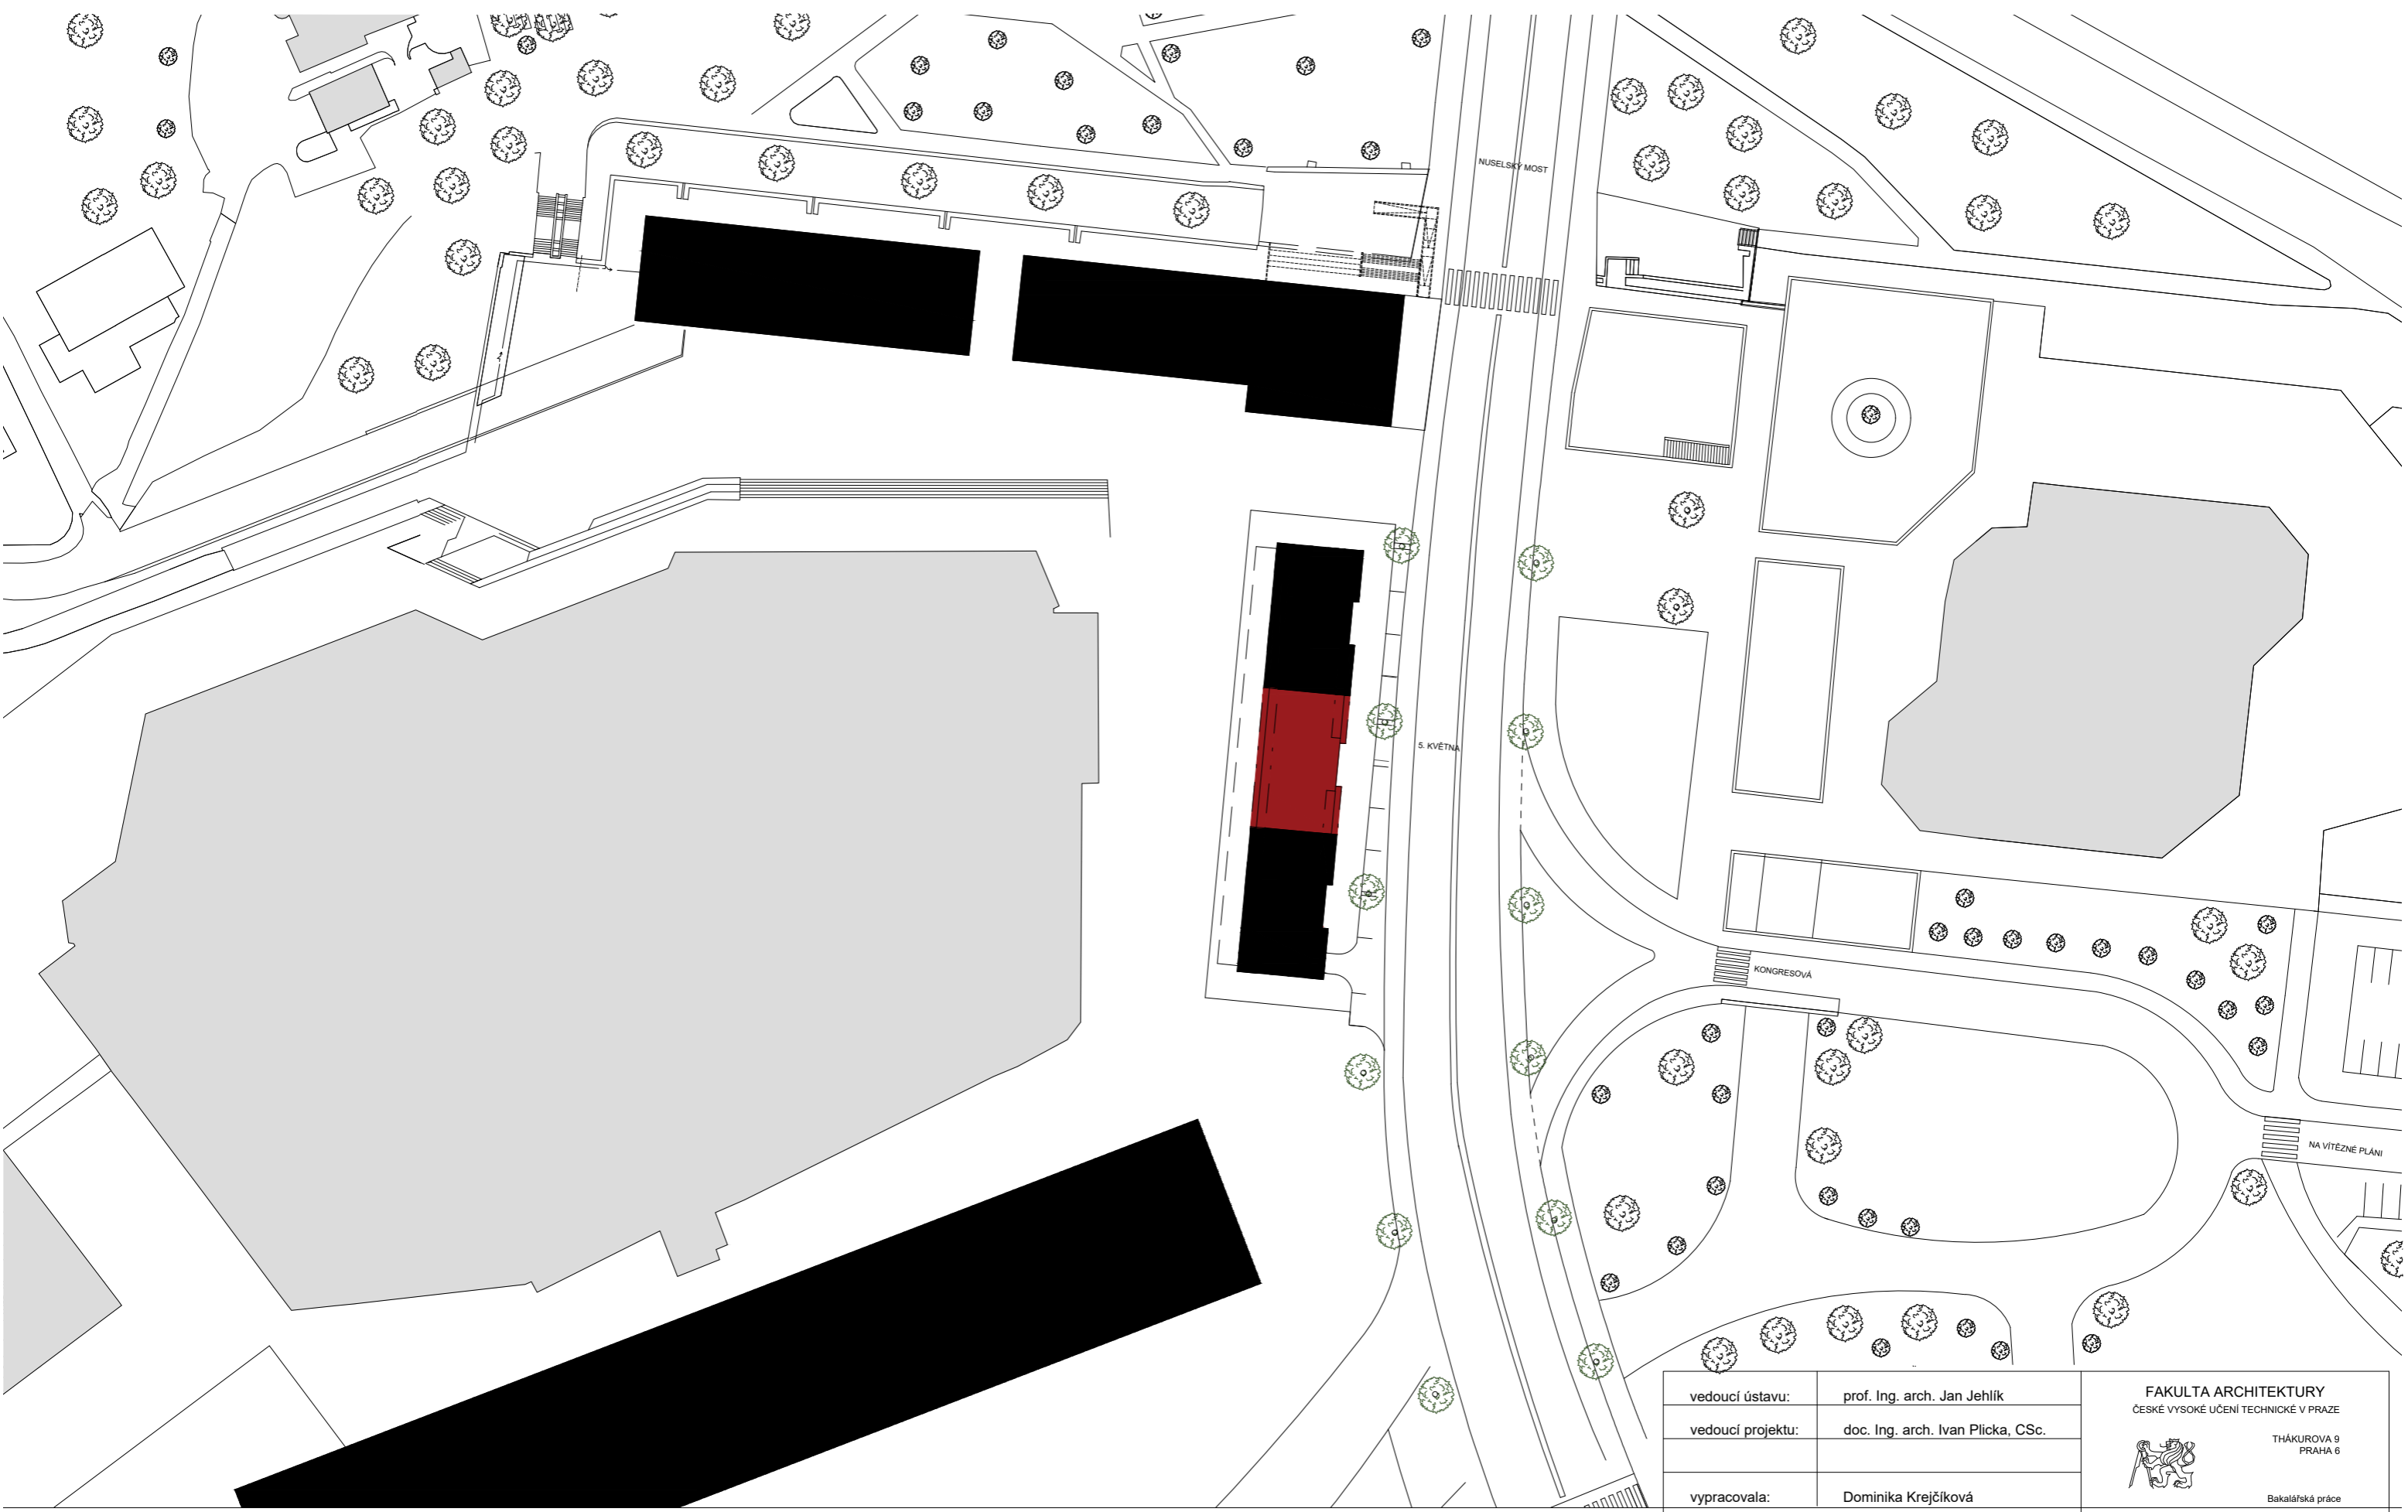 NUSELSKÝ MOST
5. KVĚTNA
KONGRESOVÁ
NA VÍTĚZNÉ PLÁNI
vedoucí ústavu: prof. Ing. arch. Jan Jehlík
vedoucí projektu: doc. Ing. arch. Ivan Plicka, CSc.
vypracovala: Dominika Krejčíková
FAKULTA ARCHITEKTURY
ČESKÉ VYSOKÉ UČENÍ TECHNICKÉ V PRAZE
THÁKUROVA 9
PRAHA 6
Bakalářská práce